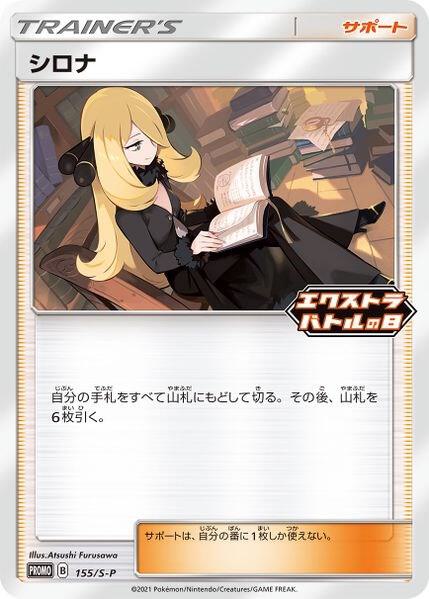 TRAINER'S サポート
シロナ
エクストラ
バトルの日
自分の手札をすべて山札にもどして切る。その後、山札を
6枚引く。
Illus.Atsushi Furusawa
サポートは、自分の番に1枚しか使えない。
PROMO B 155/S-P
©2021 Pokémon/Nintendo/Creatures/GAME FREAK.